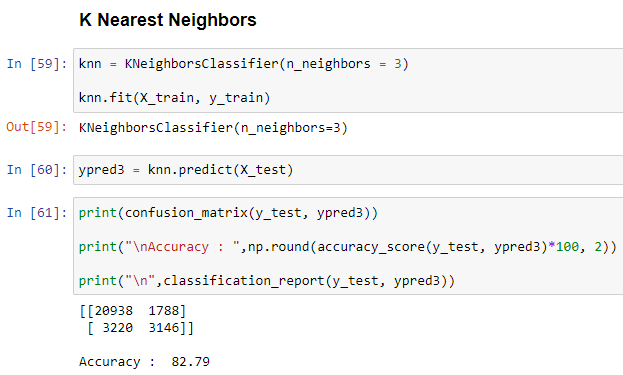 K Nearest Neighbors
In [59]: knn = KNeighborsClassifier(n_neighbors = 3)
knn.fit(X_train, y_train)
Out[59]: KNeighborsClassifier(n_neighbors=3)
In [60]: ypred3 = knn.predict(X_test)
In [61]: print(confusion_matrix(y_test, ypred3))
print("\nAccuracy : ",np.round(accuracy_score(y_test, ypred3)*100, 2))
print("\n",classification_report(y_test, ypred3))
[[20938  1788]
 [ 3220  3146]]
Accuracy :  82.79